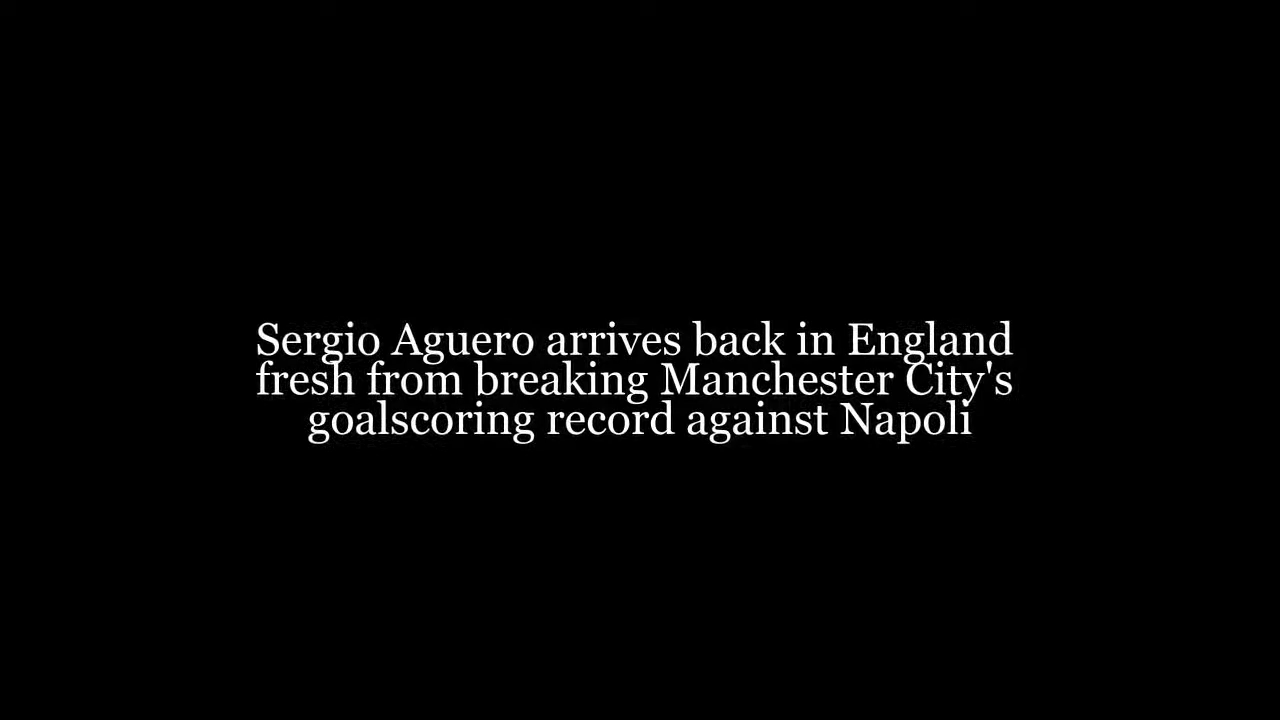 Sergio Aguero arrives back in England
fresh from breaking Manchester City's
goalscoring record against Napoli